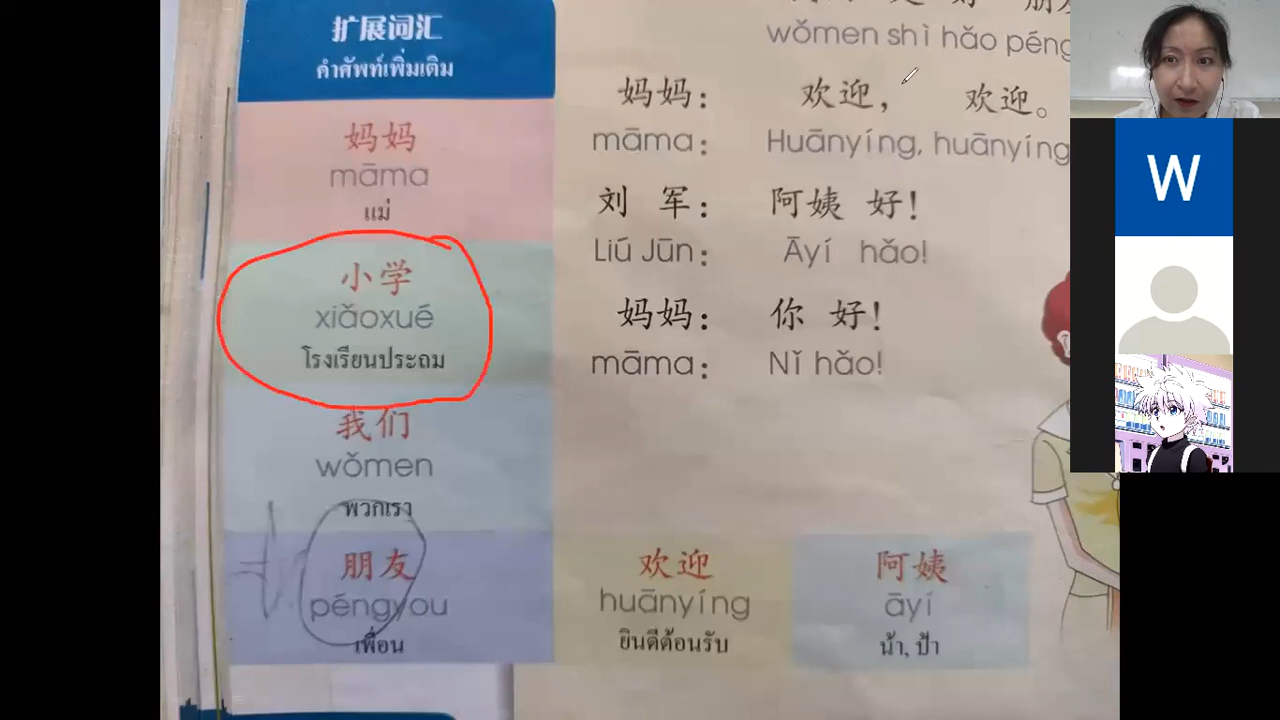 扩展词汇
คำศัพท์เพิ่มเติม
妈妈
māma
แม่
小学
xiǎoxué
โรงเรียนประถม
我们
wǒmen
พวกเรา
朋友
péngyou
เพื่อน
wǒmen shì hǎo péng
妈妈: 欢迎, 欢迎。
māma: Huānyíng, huānyíng
刘 军: 阿姨 好!
Liú Jūn: Āyí hǎo!
妈妈: 你 好!
māma: Nǐ hǎo!
欢迎
huānyíng
ยินดีต้อนรับ
阿姨
āyí
น้า, ป้า
W